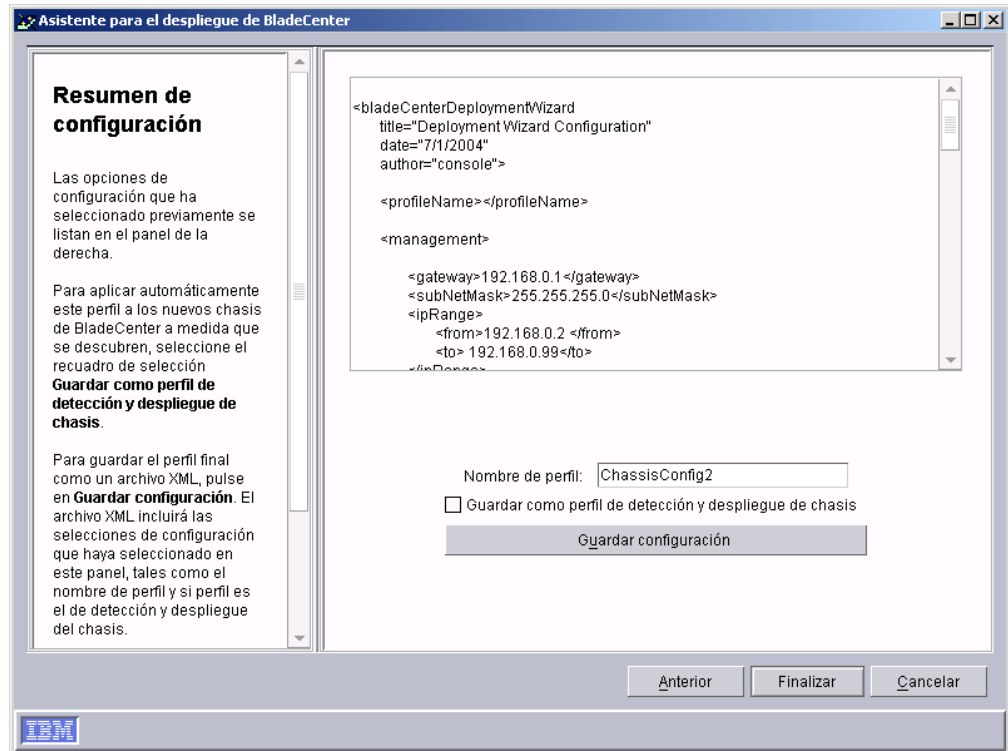 Asistente para el despliegue de BladeCenter
Resumen de
configuración
Las opciones de
configuración que ha
seleccionado previamente se
listan en el panel de la
derecha.
Para aplicar automáticamente
este perfil a los nuevos chasis
de BladeCenter a medida que
se descubren, seleccione el
recuadro de selección
Guardar como perfil de
detección y despliegue de
chasis.
Para guardar el perfil final
como un archivo XML, pulse
en Guardar configuración. El
archivo XML incluirá las
selecciones de configuración
que haya seleccionado en
este panel, tales como el
nombre de perfil y si perfil es
el de detección y despliegue
del chasis.
<bladeCenterDeploymentWizard
title="Deployment Wizard Configuration"
date="7/1/2004"
author="console">
<profileName></profileName>
<management>
<gateway>192.168.0.1</gateway>
<subNetMask>255.255.255.0</subNetMask>
<ipRange>
<from>192.168.0.2 </from>
<to> 192.168.0.99</to>
</ipRange>
Nombre de perfil: ChassisConfig2
Guardar como perfil de detección y despliegue de chasis
Guardar configuración
Anterior Finalizar Cancelar
IBM